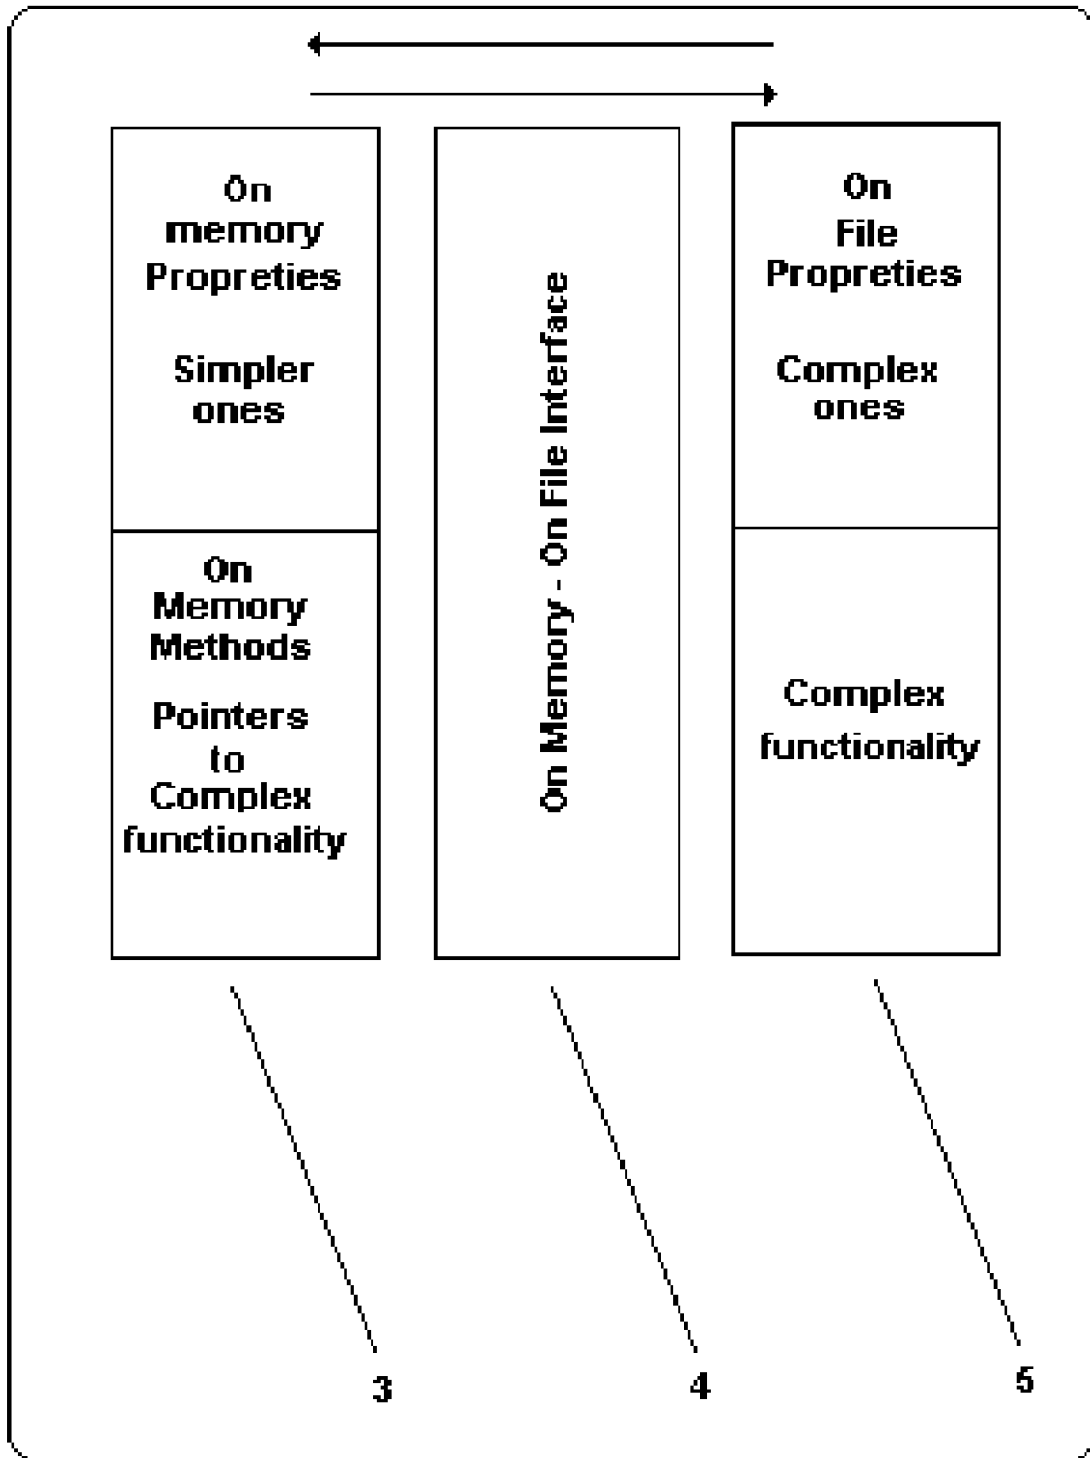 On
memory
Propreties
Simpler
ones
On
Memory
Methods
Pointers
to
Complex
functionality
On Memory - On File Interface
On
File
Propreties
Complex
ones
Complex
functionality
3
4
5